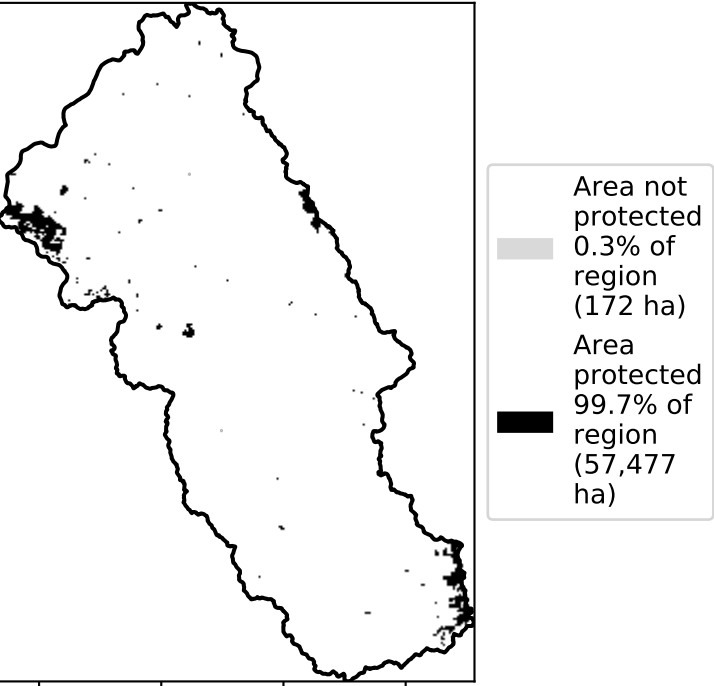 Area not
protected
0.3% of
region
(172 ha)
Area
protected
99.7% of
region
(57,477
ha)